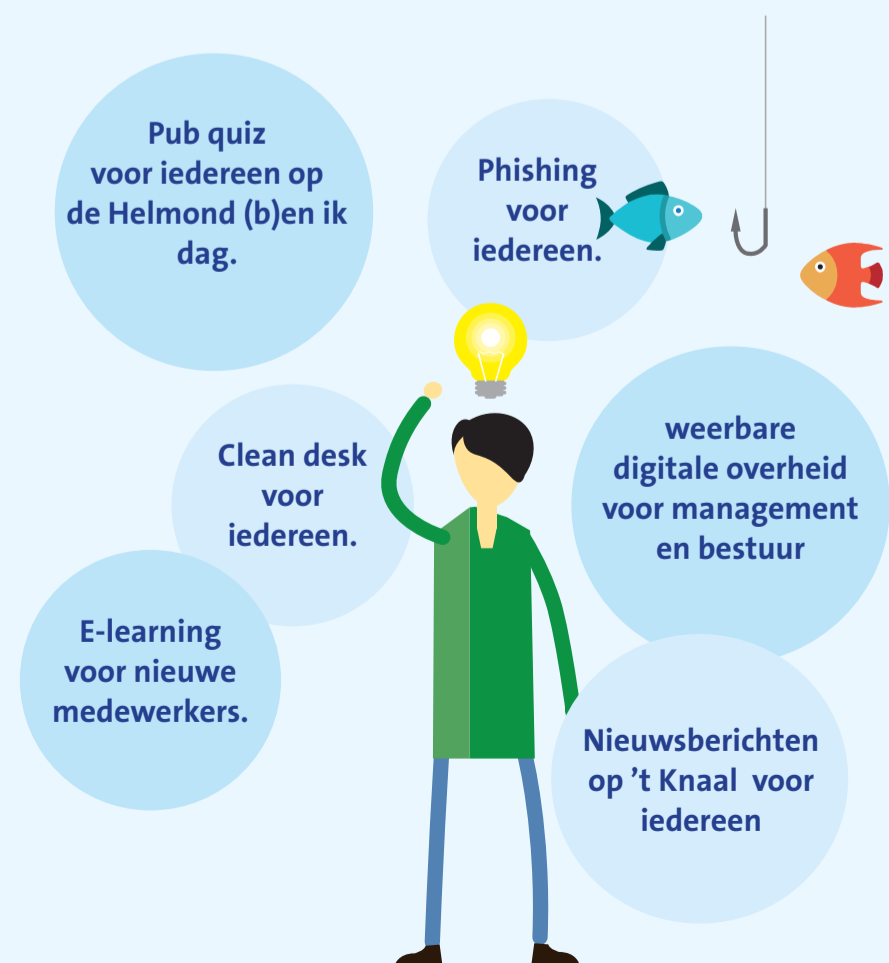 Pub quiz
voor iedereen op
de Helmond (b)en ik
dag.
Phishing
voor
iedereen.
Clean desk
voor
iedereen.
weerbare
digitale overheid
voor management
en bestuur
E-learning
voor nieuwe
medewerkers.
Nieuwsberichten
op ’t Knaal  voor
iedereen